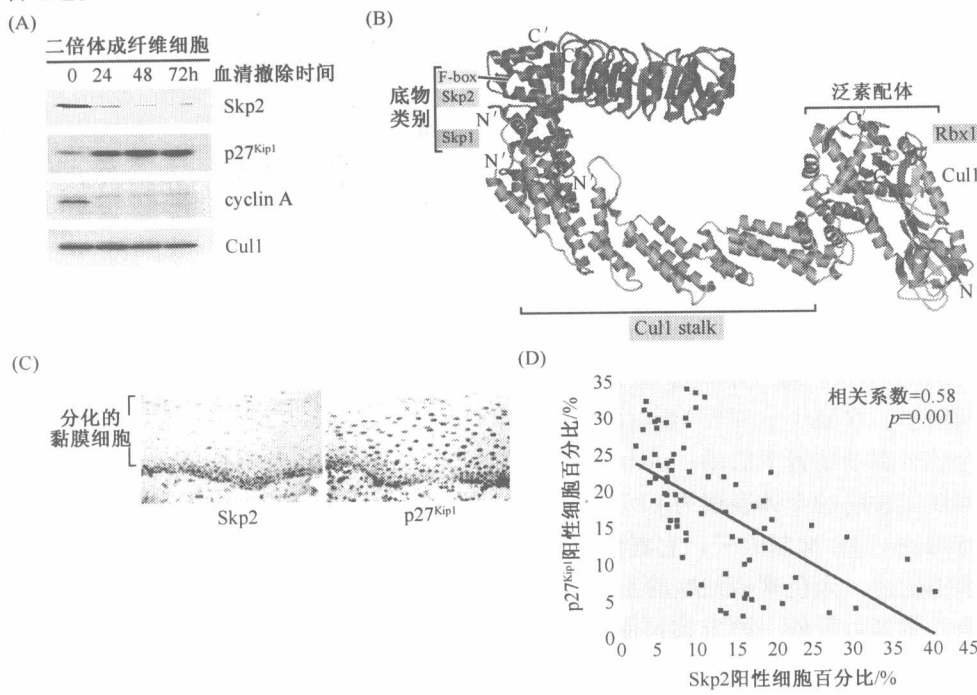 (A)
二倍体成纤维细胞
0 24 48 72h 血清撤除时间
Skp2
p27Kip1
cyclin A
Cul1
(B)
C′
C
F-box
底物类别
Skp2
Skp1
N′
N′
N′
泛素配体
C′
Rbx1
C
Cul1
N
Cul1 stalk
(C)
分化的
黏膜细胞
Skp2
p27Kip1
(D)
相关系数=0.58
p=0.001
p27Kip1阳性细胞百分比/%
35
30
25
20
15
10
5
0
0 5 10 15 20 25 30 35 40 45
Skp2阳性细胞百分比/%